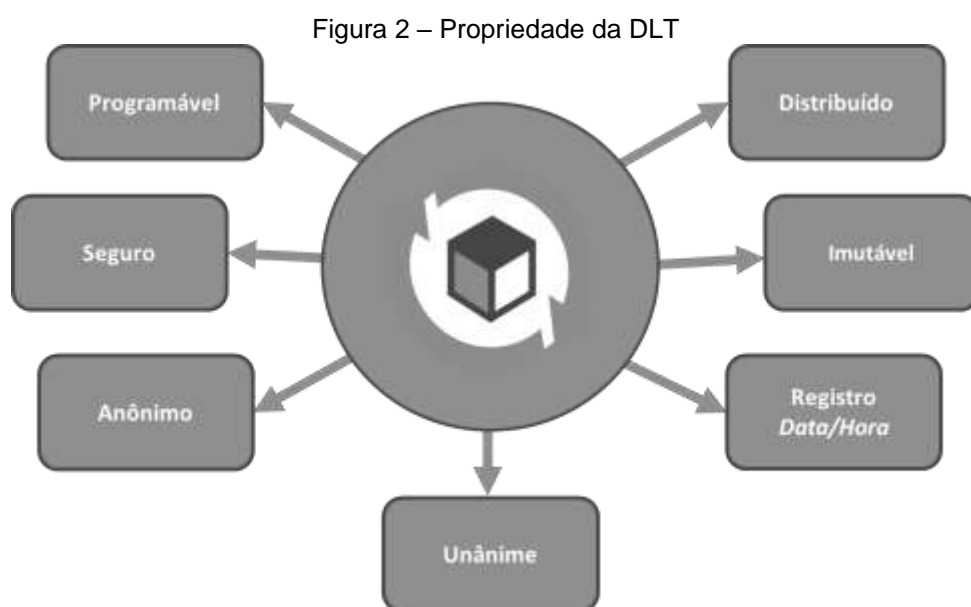 Figura 2 – Propriedade da DLT
Programável
Distribuído
Seguro
Imutável
Anônimo
Registro
Data/Hora
Unânime